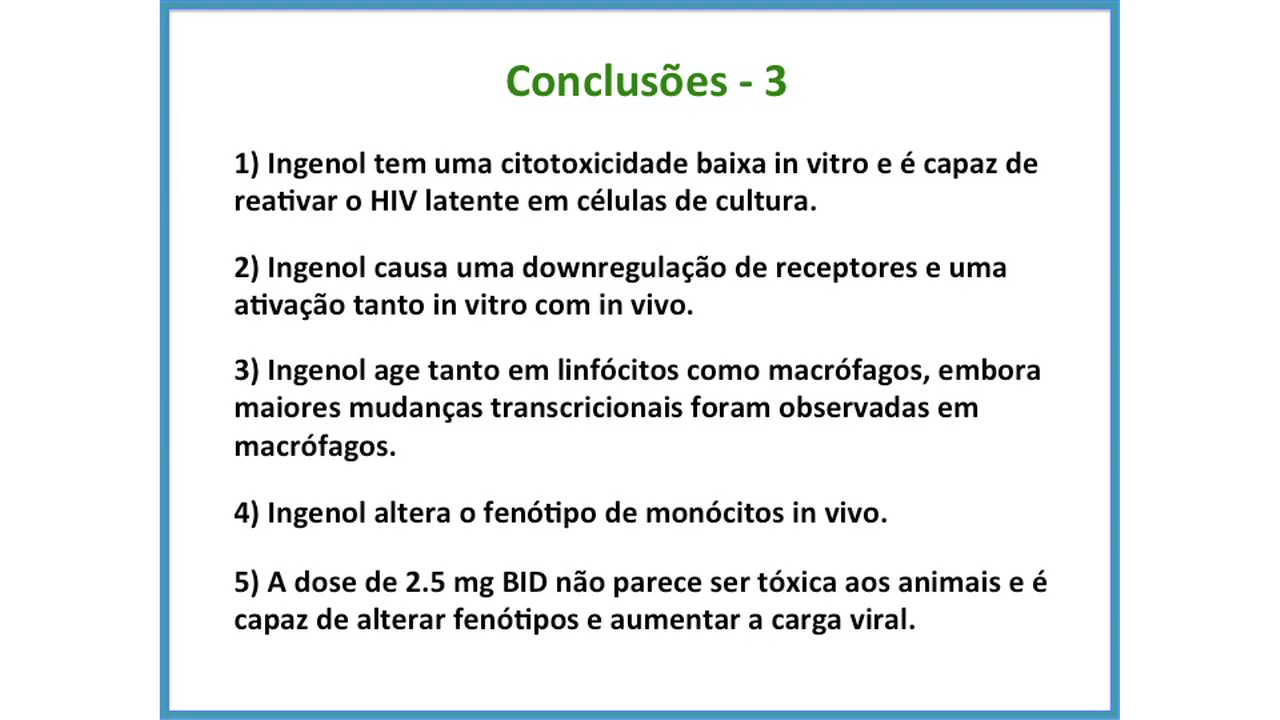 Conclusões - 3
1) Ingenol tem uma citotoxicidade baixa in vitro e é capaz de
reativar o HIV latente em células de cultura.
2) Ingenol causa uma downregulação de receptores e uma
ativação tanto in vitro com in vivo.
3) Ingenol age tanto em linfócitos como macrófagos, embora
maiores mudanças transcricionais foram observadas em
macrófagos.
4) Ingenol altera o fenótipo de monócitos in vivo.
5) A dose de 2.5 mg BID não parece ser tóxica aos animais e é
capaz de alterar fenótipos e aumentar a carga viral.